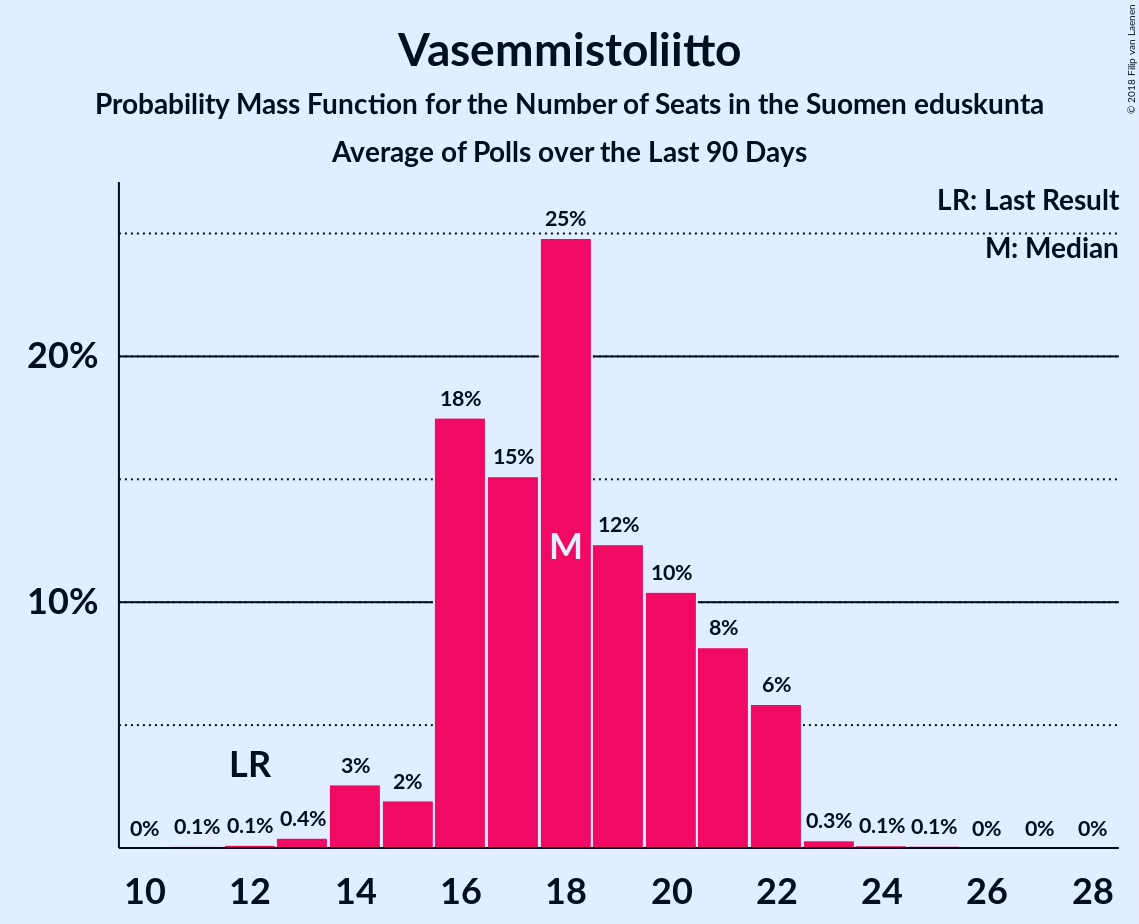 Vasemmistoliitto
Probability Mass Function for the Number of Seats in the Suomen eduskunta
Average of Polls over the Last 90 Days
© 2018 Filip van Laenen
LR: Last Result
M: Median
20%
10%
0%
0.1%
0.1%
0.4%
3%
2%
18%
15%
25%
12%
10%
8%
6%
0.3%
0.1%
0.1%
0%
0%
0%
LR
M
10 12 14 16 18 20 22 24 26 28